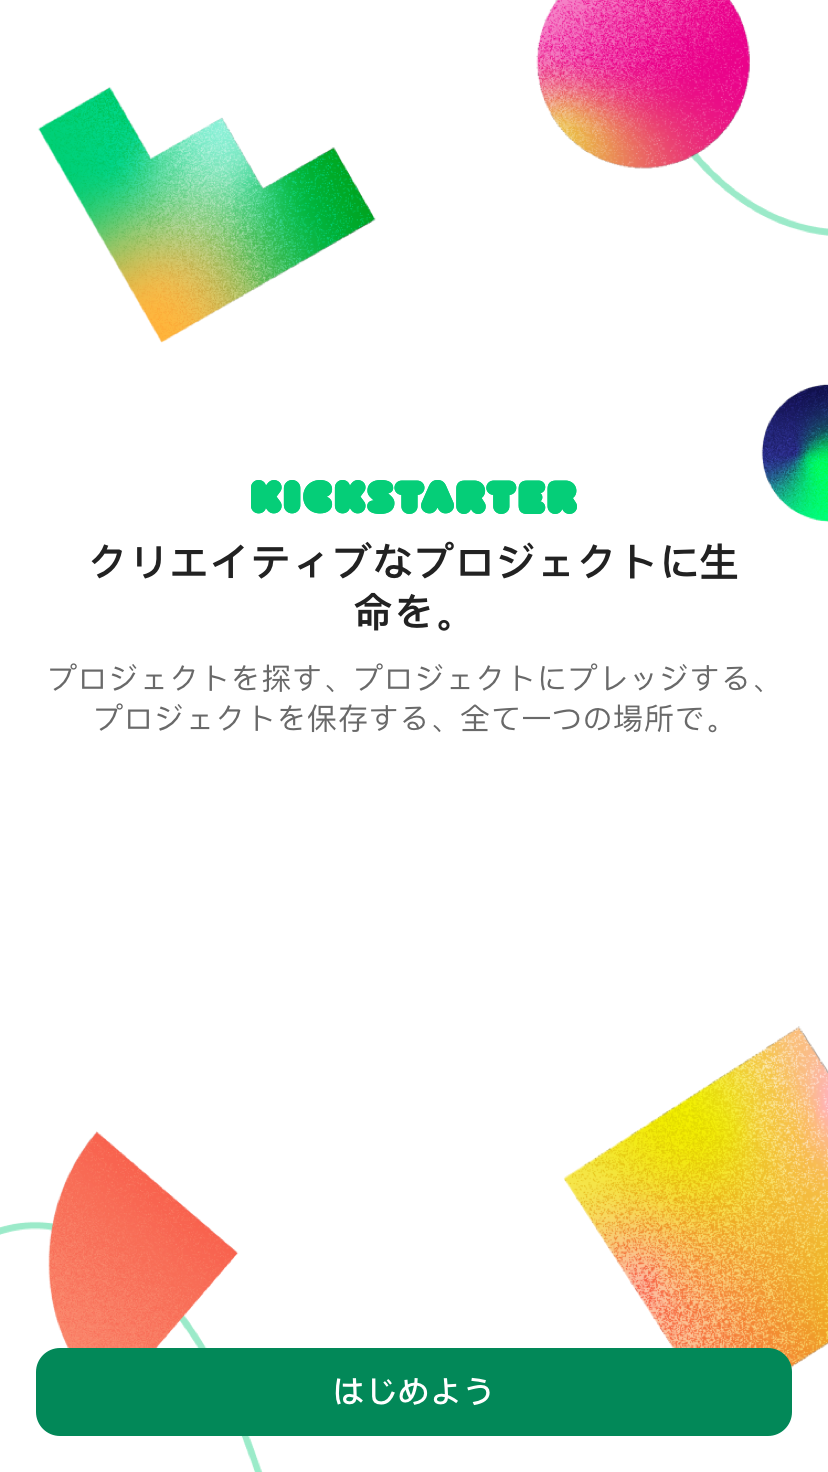 KICKSTARTER
クリエイティブなプロジェクトに生
命を。
プロジェクトを探す、プロジェクトにプレッジする、
プロジェクトを保存する、全て一つの場所で。
はじめよう